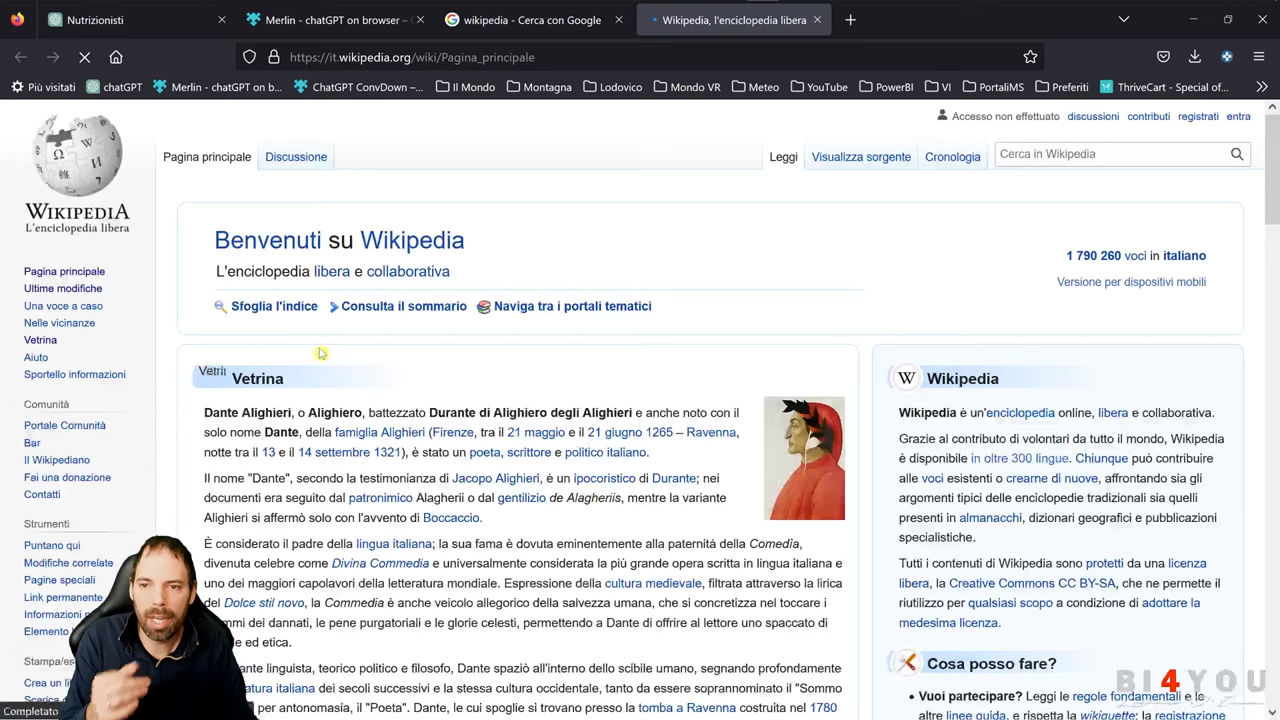 Nutrizionisti
Merlin - chatGPT on browser –
wikipedia - Cerca con Google
Wikipedia, l'enciclopedia libera
https://it.wikipedia.org/wiki/Pagina_principale
Più visitati chatGPT Merlin - chatGPT on b... ChatGPT ConvDown –... Il Mondo Montagna Lodovico Mondo VR Meteo YouTube PowerBI VI PortaliMS Preferiti ThriveCart - Special of...
Accesso non effettuato discussioni contributi registrati entra
Pagina principale Discussione Leggi Visualizza sorgente Cronologia Cerca in Wikipedia
WIKIPEDIA
L'enciclopedia libera
Pagina principale
Ultime modifiche
Una voce a caso
Nelle vicinanze
Vetrina
Aiuto
Sportello informazioni
Comunità
Portale Comunità
Bar
Il Wikipediano
Fai una donazione
Contatti
Strumenti
Puntano qui
Modifiche correlate
Pagine speciali
Link permanente
Informazioni
Elemento
Stampa/es
Crea un li
Scarica
Completato
Benvenuti su Wikipedia
L'enciclopedia libera e collaborativa
Sfoglia l'indice Consulta il sommario Naviga tra i portali tematici
1 790 260 voci in italiano
Versione per dispositivi mobili
Vetri
Vetrina
Dante Alighieri, o Alighiero, battezzato Durante di Alighiero degli Alighieri e anche noto con il
solo nome Dante, della famiglia Alighieri (Firenze, tra il 21 maggio e il 21 giugno 1265 – Ravenna,
notte tra il 13 e il 14 settembre 1321), è stato un poeta, scrittore e politico italiano.
Il nome "Dante", secondo la testimonianza di Jacopo Alighieri, è un ipocoristico di Durante; nei
documenti era seguito dal patronimico Alagherii o dal gentilizio de Alagheriis, mentre la variante
Alighieri si affermò solo con l'avvento di Boccaccio.
È considerato il padre della lingua italiana; la sua fama è dovuta eminentemente alla paternità della Comedìa,
divenuta celebre come Divina Commedia e universalmente considerata la più grande opera scritta in lingua italiana e
uno dei maggiori capolavori della letteratura mondiale. Espressione della cultura medievale, filtrata attraverso la lirica
del Dolce stil novo, la Commedia è anche veicolo allegorico della salvezza umana, che si concretizza nel toccare i
mmi dei dannati, le pene purgatoriali e le glorie celesti, permettendo a Dante di offrire al lettore uno spaccato di
e ed etica.
ante linguista, teorico politico e filosofo, Dante spaziò all'interno dello scibile umano, segnando profondamente
atura italiana dei secoli successivi e la stessa cultura occidentale, tanto da essere soprannominato il "Sommo
per antonomasia, il "Poeta". Dante, le cui spoglie si trovano presso la tomba a Ravenna costruita nel 1780
W Wikipedia
Wikipedia è un'enciclopedia online, libera e collaborativa.
Grazie al contributo di volontari da tutto il mondo, Wikipedia
è disponibile in oltre 300 lingue. Chiunque può contribuire
alle voci esistenti o crearne di nuove, affrontando sia gli
argomenti tipici delle enciclopedie tradizionali sia quelli
presenti in almanacchi, dizionari geografici e pubblicazioni
specialistiche.
Tutti i contenuti di Wikipedia sono protetti da una licenza
libera, la Creative Commons CC BY-SA, che ne permette il
riutilizzo per qualsiasi scopo a condizione di adottare la
medesima licenza.
Cosa posso fare?
• Vuoi partecipare? Leggi le regole fondamentali e le
altre linee guida, e rispetta la wikiquette; la registrazione
BI4YOU